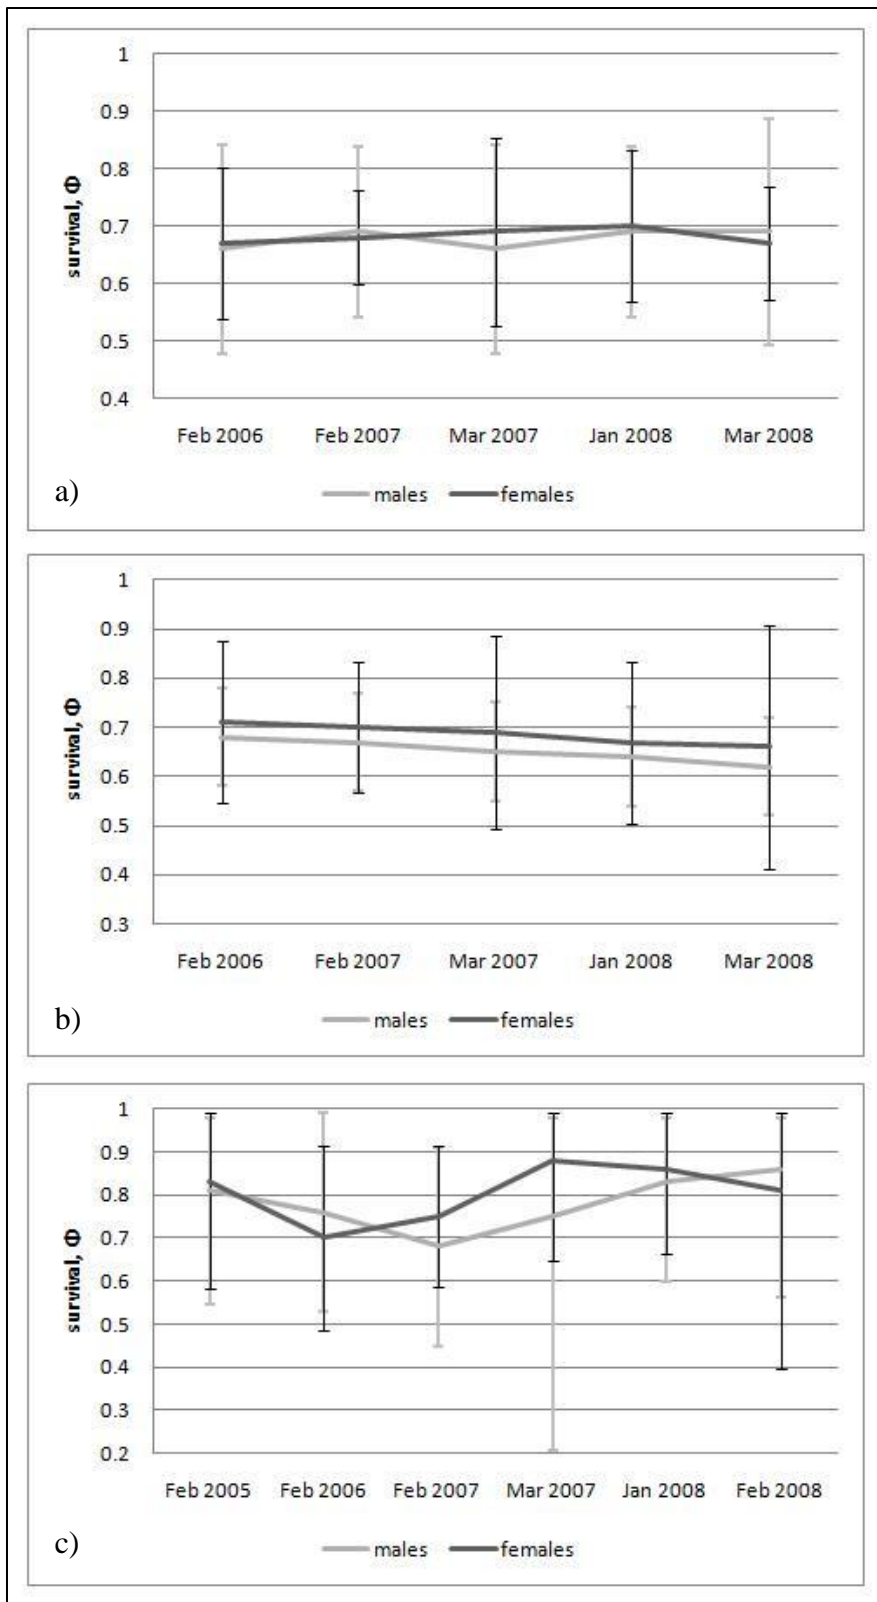 1
0.9
0.8
0.7
0.6
0.5
0.4
survival, Φ
Feb 2006 Feb 2007 Mar 2007 Jan 2008 Mar 2008
a)
males females
1
0.9
0.8
0.7
0.6
0.5
0.4
0.3
survival, Φ
Feb 2006 Feb 2007 Mar 2007 Jan 2008 Mar 2008
b)
males females
1
0.9
0.8
0.7
0.6
0.5
0.4
0.3
0.2
survival, Φ
Feb 2005 Feb 2006 Feb 2007 Mar 2007 Jan 2008 Feb 2008
c)
males females